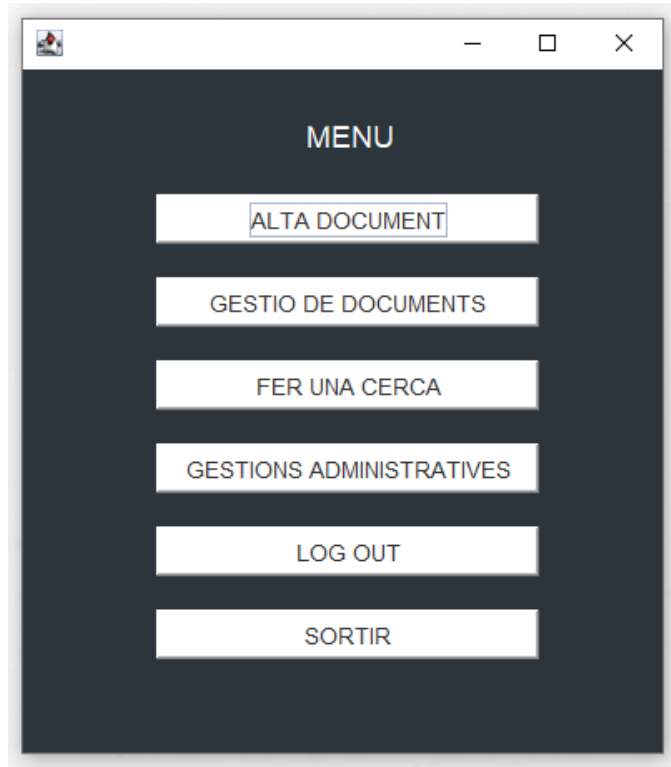 MENU
ALTA DOCUMENT
GESTIO DE DOCUMENTS
FER UNA CERCA
GESTIONS ADMINISTRATIVES
LOG OUT
SORTIR